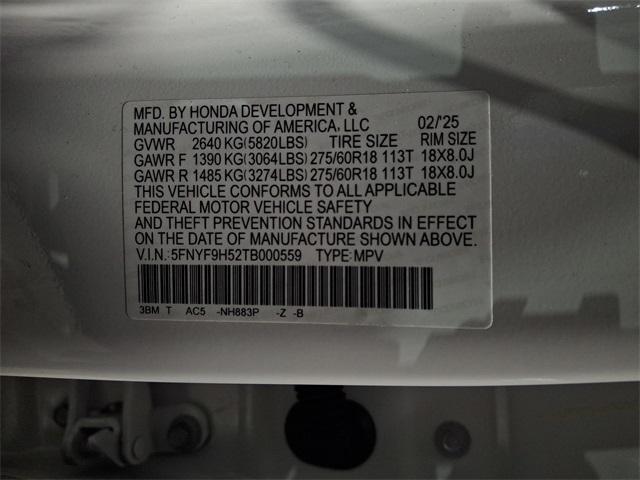 MFD. BY HONDA DEVELOPMENT &
MANUFACTURING OF AMERICA, LLC 02/'25
GVWR 2640 KG(5820LBS) TIRE SIZE RIM SIZE
GAWR F 1390 KG(3064LBS) 275/60R18 113T 18X8.0J
GAWR R 1485 KG(3274LBS) 275/60R18 113T 18X8.0J
THIS VEHICLE CONFORMS TO ALL APPLICABLE
FEDERAL MOTOR VEHICLE SAFETY
AND THEFT PREVENTION STANDARDS IN EFFECT
ON THE DATE OF MANUFACTURE SHOWN ABOVE.
V.I.N.:5FNYF9H52TB000559 TYPE:MPV
3BM T AC5 -NH883P -Z -B